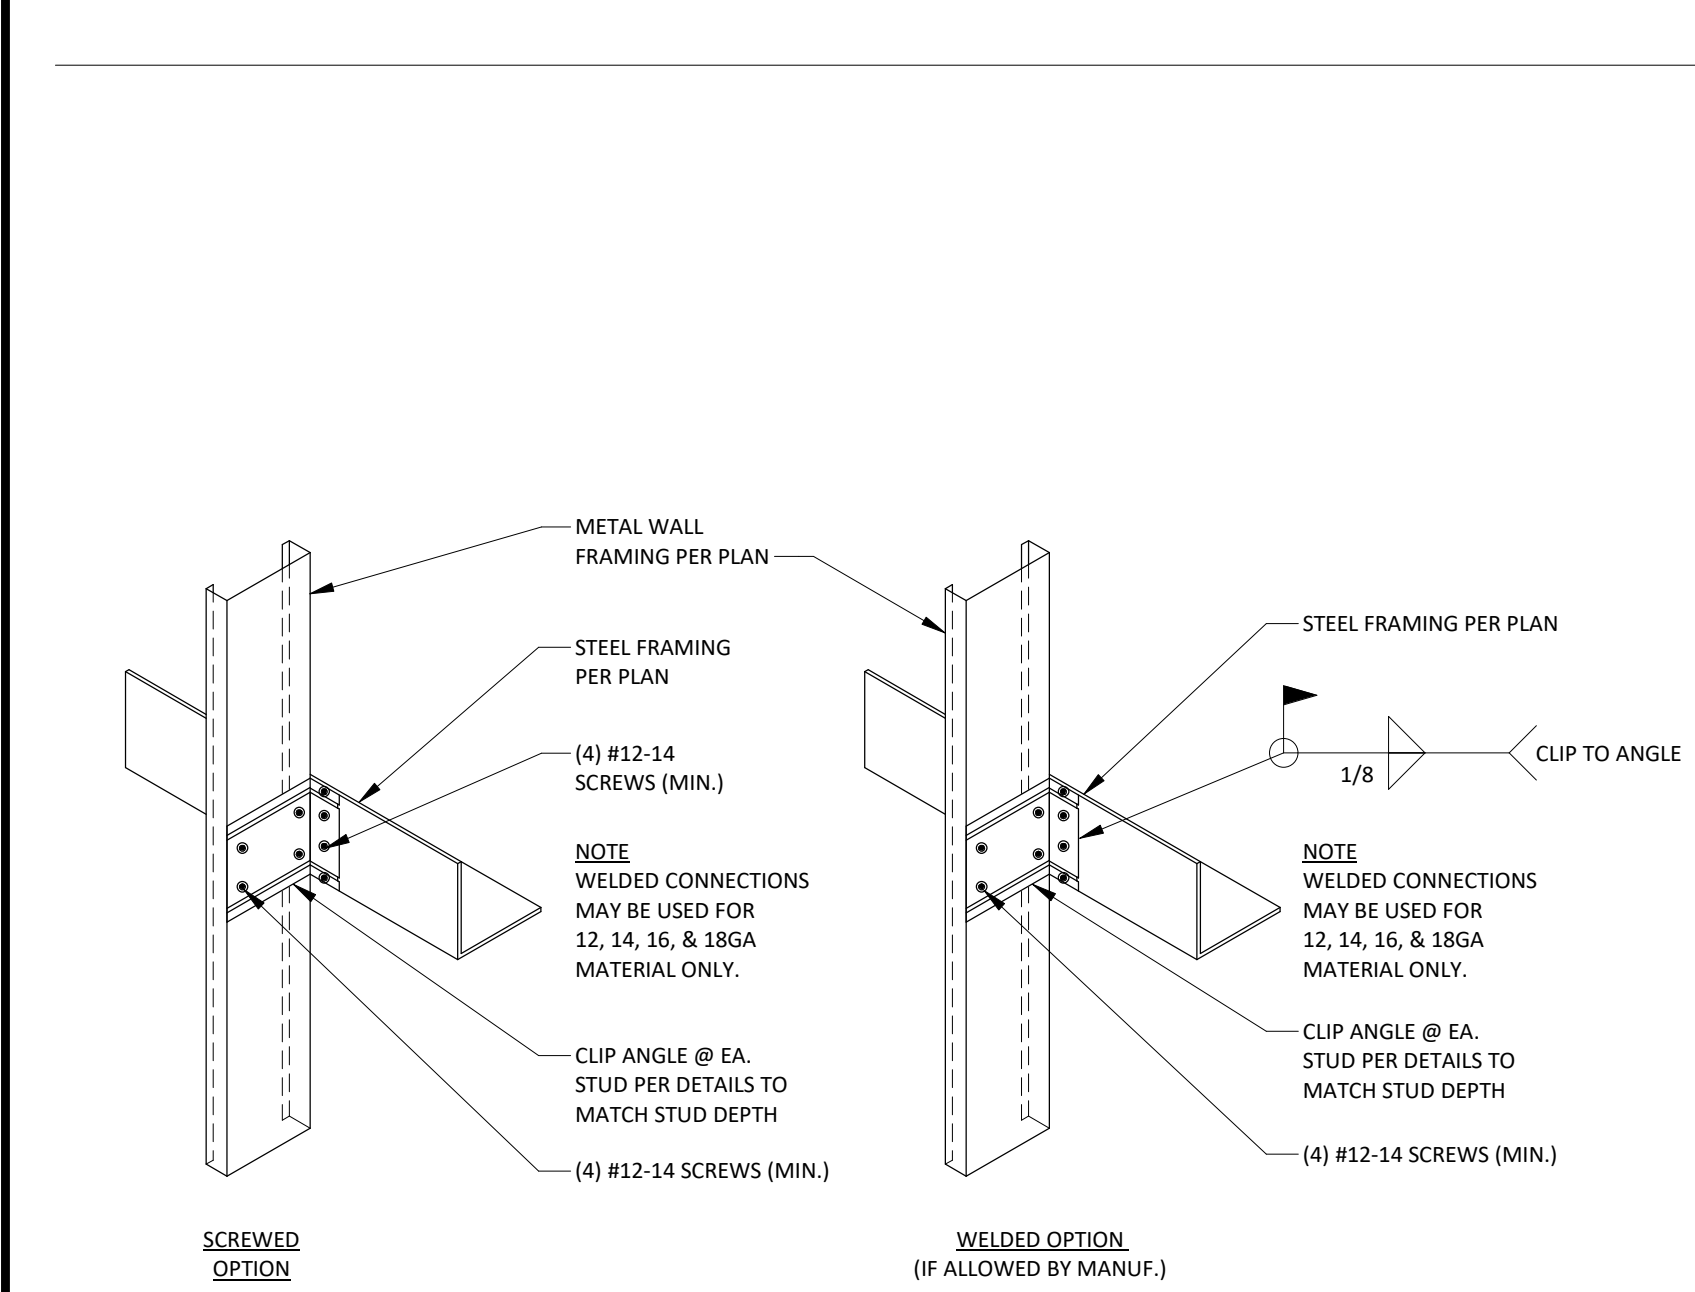 METAL WALL
FRAMING PER PLAN
STEEL FRAMING
PER PLAN
(4) #12-14
SCREWS (MIN.)
NOTE
WELDED CONNECTIONS
MAY BE USED FOR
12, 14, 16, & 18GA
MATERIAL ONLY.
CLIP ANGLE @ EA.
STUD PER DETAILS TO
MATCH STUD DEPTH
(4) #12-14 SCREWS (MIN.)
SCREWED
OPTION
STEEL FRAMING PER PLAN
1/8
CLIP TO ANGLE
NOTE
WELDED CONNECTIONS
MAY BE USED FOR
12, 14, 16, & 18GA
MATERIAL ONLY.
CLIP ANGLE @ EA.
STUD PER DETAILS TO
MATCH STUD DEPTH
(4) #12-14 SCREWS (MIN.)
WELDED OPTION
(IF ALLOWED BY MANUF.)